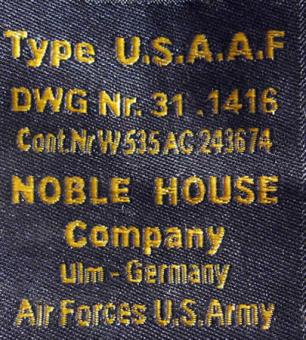 Type U.S.A.A.F
DWG Nr. 31 .1416
Cont.Nr W 535 AC 243674
NOBLE HOUSE
Company
Ulm - Germany
Air Forces U.S.Army